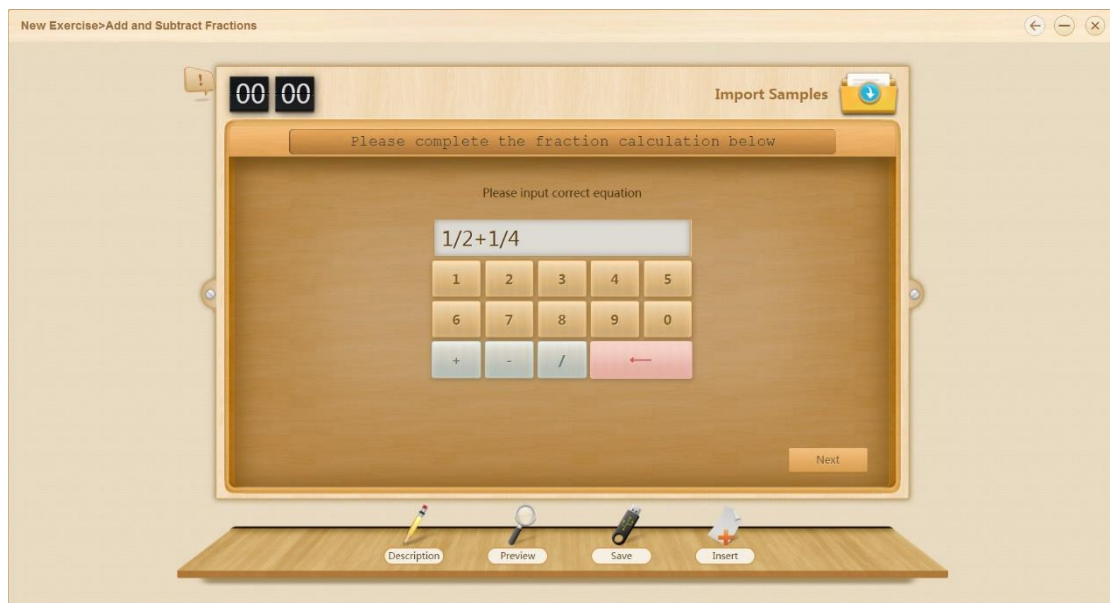 New Exercise>Add and Subtract Fractions
!
00 00
Import Samples
Please complete the fraction calculation below
Please input correct equation
1/2+1/4
1 2 3 4 5
6 7 8 9 0
+ - / ←
Next
Description Preview Save Insert